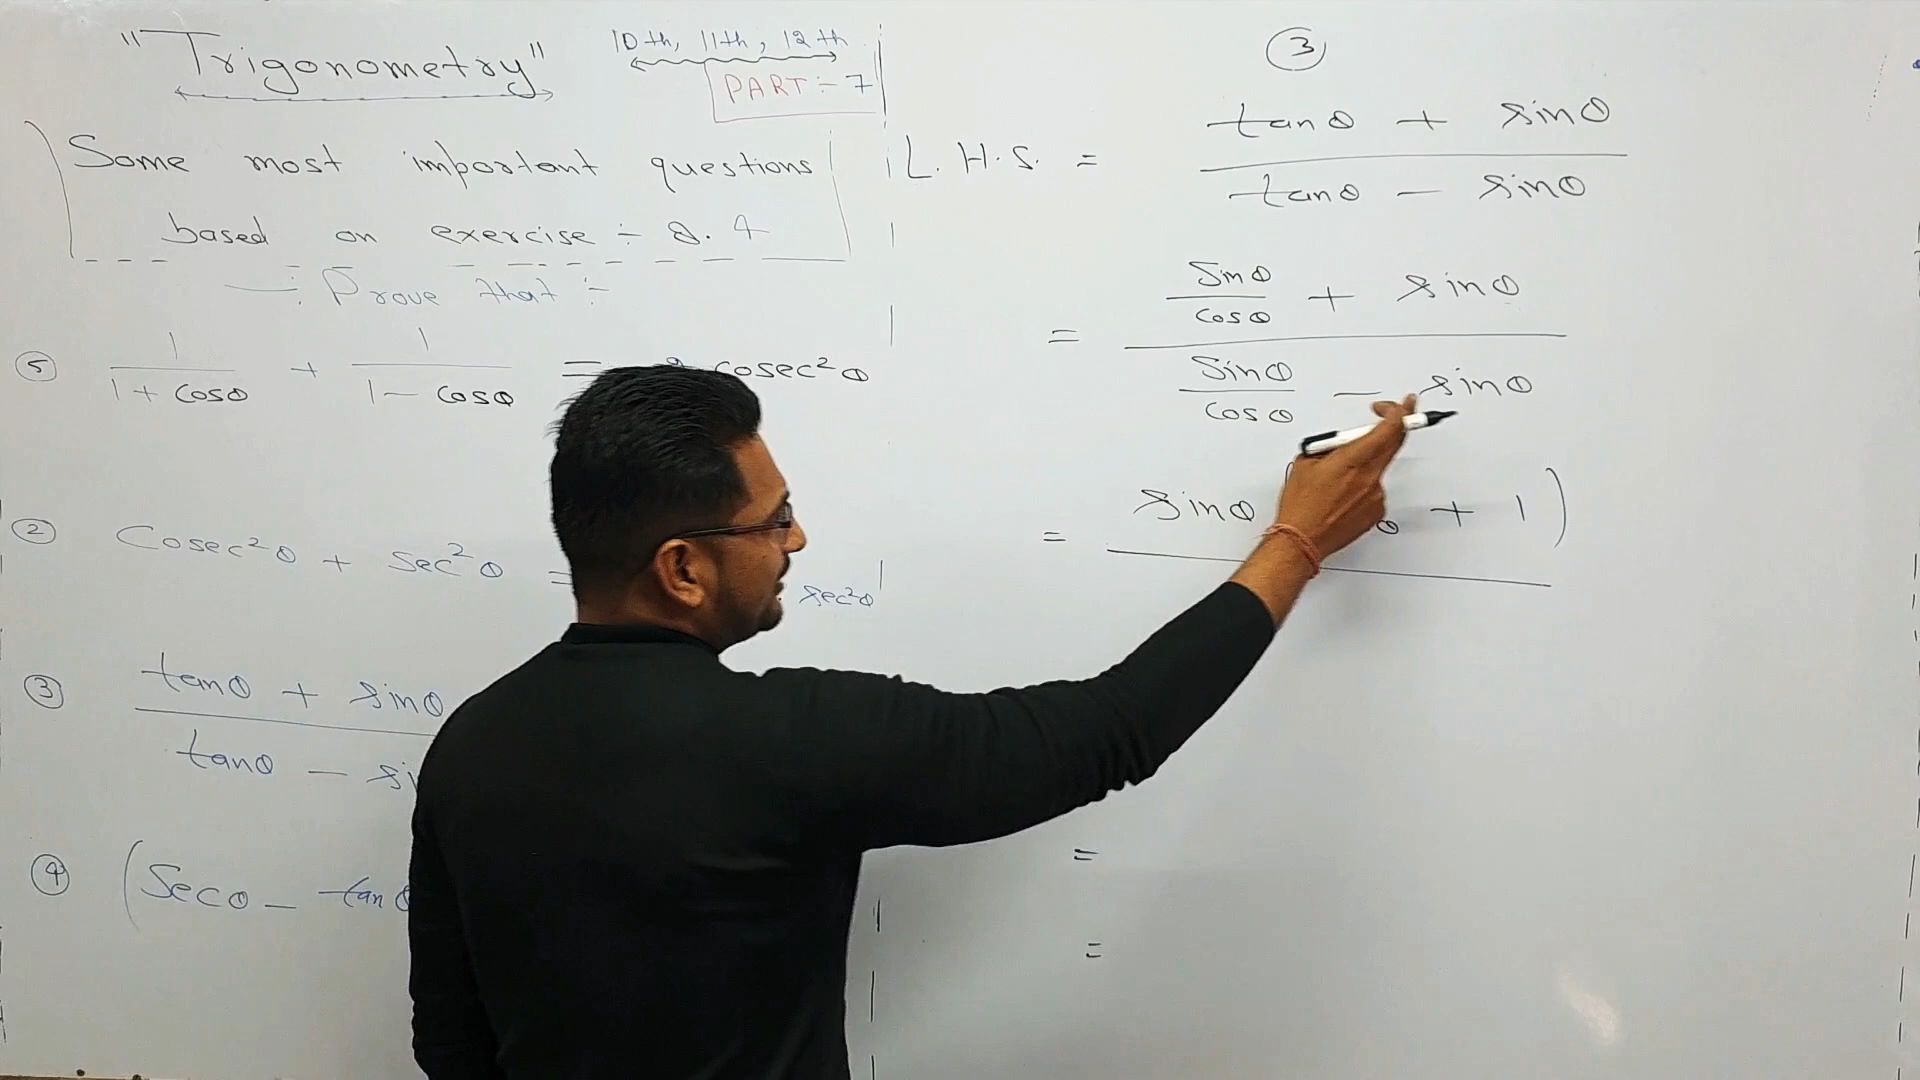 "Trigonometry"
10th, 11th, 12th
PART :- 7
Some most important questions
based on exercise :- 8.4
:- Prove that :-
⑤ 1/(1 + cosθ) + 1/(1 - cosθ) = cosec²θ
② Cosec²θ + Sec²θ =
sec²θ
③ tanθ + sinθ
tanθ - si
④ (Secθ - tanθ
③
L.H.S. = (tanθ + sinθ)/(tanθ - sinθ)
= (sinθ/cosθ + sinθ)/(sinθ/cosθ - sinθ)
= sinθ ( θ + 1)
=
=